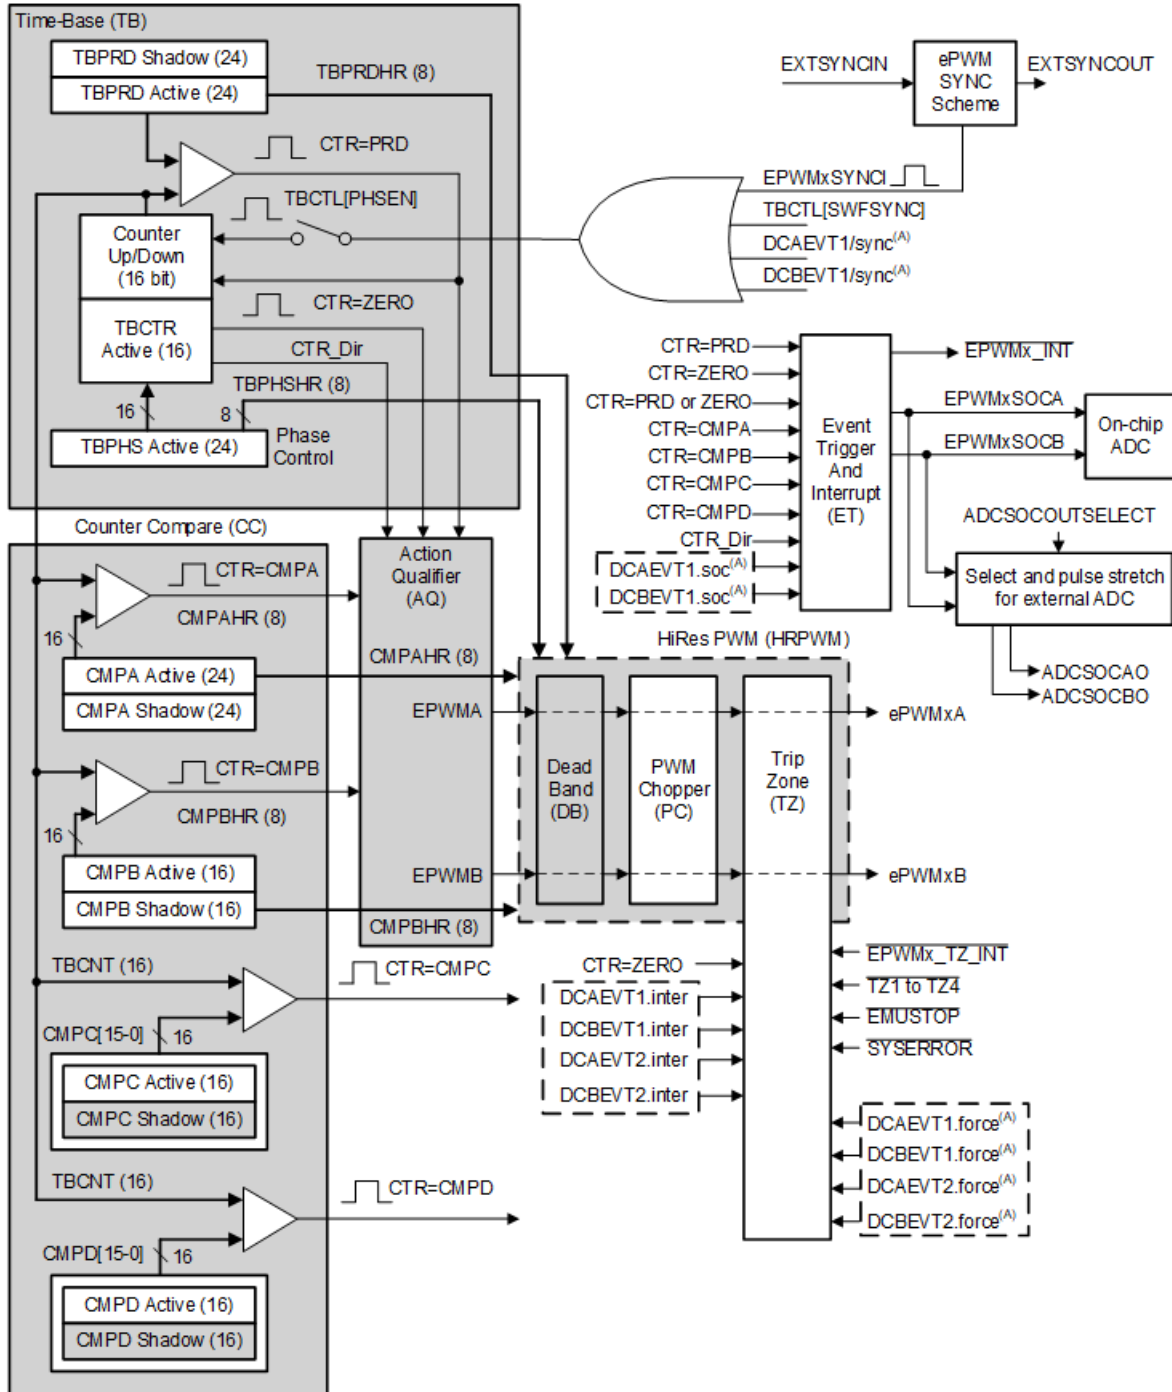 Time-Base (TB)
TBPRD Shadow (24)
TBPRD Active (24)
TBPRDHR (8)
CTR=PRD
TBCTL[PHSEN]
Counter
Up/Down
(16 bit)
CTR=ZERO
TBCTR
Active (16)
CTR_Dir
TBPHSHR (8)
16
8
TBPHS Active (24)
Phase
Control
EXTSYNCIN
ePWM
SYNC
Scheme
EXTSYNCOUT
EPWMxSYNCI
TBCTL[SWFSYNC]
DCAEVT1/sync(A)
DCBEVT1/sync(A)
CTR=PRD
CTR=ZERO
CTR=PRD or ZERO
CTR=CMPA
CTR=CMPB
CTR=CMPC
CTR=CMPD
CTR_Dir
DCAEVT1.soc(A)
DCBEVT1.soc(A)
Event
Trigger
And
Interrupt
(ET)
EPWMx_INT
EPWMxSOCA
EPWMxSOCB
On-chip
ADC
ADCSOCOUTSELECT
Select and pulse stretch
for external ADC
ADCSOCAO
ADCSOCBO
Counter Compare (CC)
CTR=CMPA
16
CMPAHR (8)
CMPA Active (24)
CMPA Shadow (24)
CTR=CMPB
16
CMPBHR (8)
CMPB Active (16)
CMPB Shadow (16)
TBCNT (16)
CTR=CMPC
CMPC[15-0]
16
CMPC Active (16)
CMPC Shadow (16)
TBCNT (16)
CTR=CMPD
CMPD[15-0]
16
CMPD Active (16)
CMPD Shadow (16)
Action
Qualifier
(AQ)
CMPAHR (8)
EPWMA
EPWMB
CMPBHR (8)
HiRes PWM (HRPWM)
Dead
Band
(DB)
PWM
Chopper
(PC)
Trip
Zone
(TZ)
ePWMxA
ePWMxB
CTR=ZERO
DCAEVT1.inter
DCBEVT1.inter
DCAEVT2.inter
DCBEVT2.inter
EPWMx_TZ_INT
TZ1 to TZ4
EMUSTOP
SYSERROR
DCAEVT1.force(A)
DCBEVT1.force(A)
DCAEVT2.force(A)
DCBEVT2.force(A)